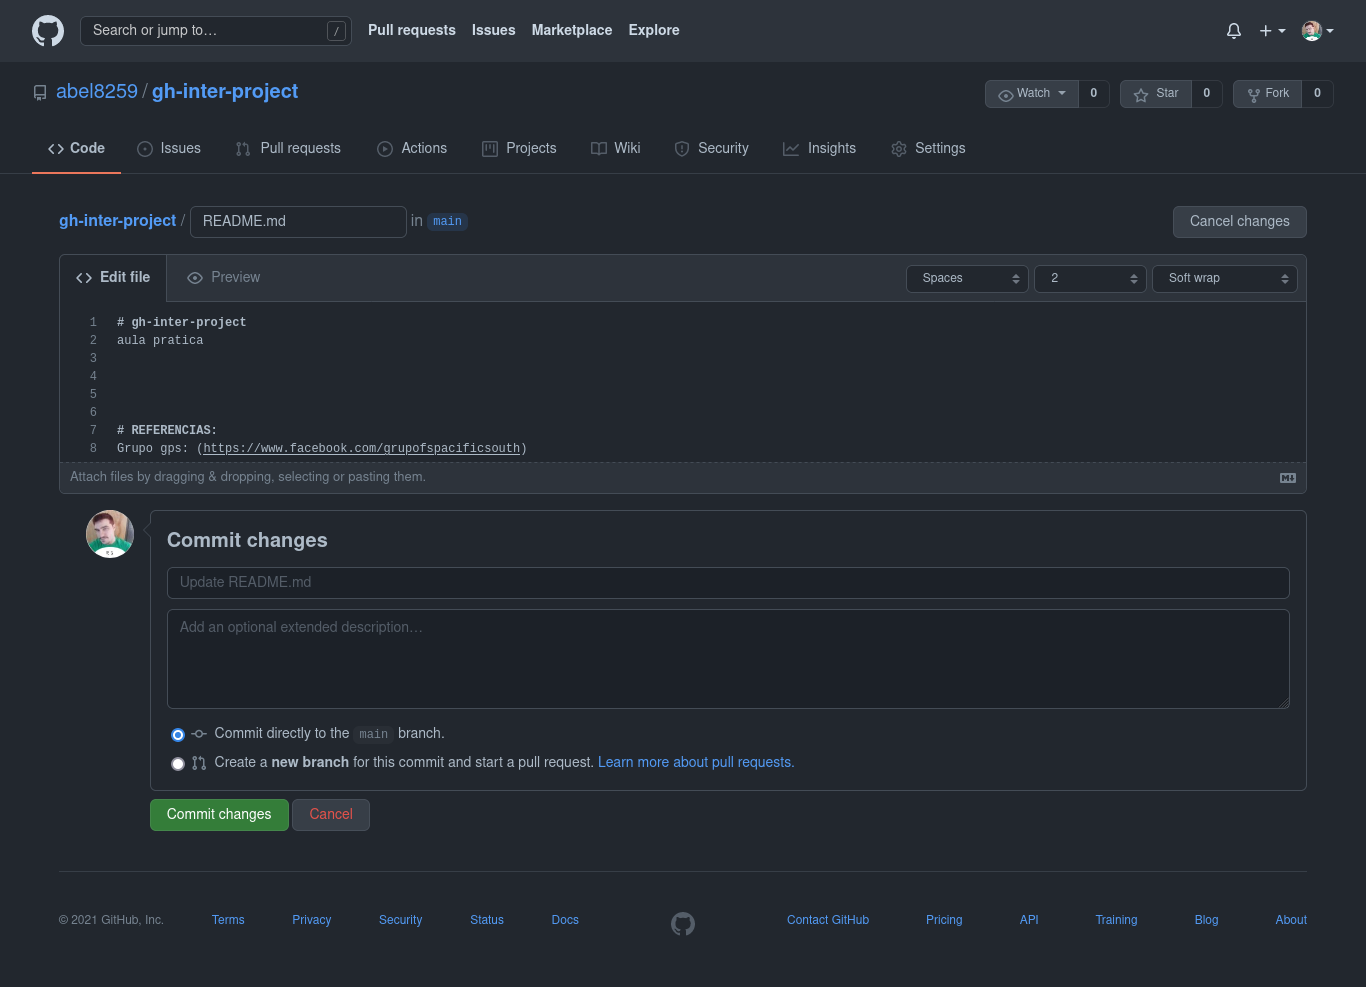 Search or jump to… /
Pull requests Issues Marketplace Explore
abel8259 / gh-inter-project
Watch 0 Star 0 Fork 0
Code Issues Pull requests Actions Projects Wiki Security Insights Settings
gh-inter-project / README.md in main Cancel changes
Edit file Preview Spaces 2 Soft wrap
1 # gh-inter-project
2 aula pratica
3
4
5
6
7 # REFERENCIAS:
8 Grupo gps: (https://www.facebook.com/grupofspacificsouth)
Attach files by dragging & dropping, selecting or pasting them.
Commit changes
Update README.md
Add an optional extended description…
Commit directly to the main branch.
Create a new branch for this commit and start a pull request. Learn more about pull requests.
Commit changes Cancel
© 2021 GitHub, Inc. Terms Privacy Security Status Docs Contact GitHub Pricing API Training Blog About